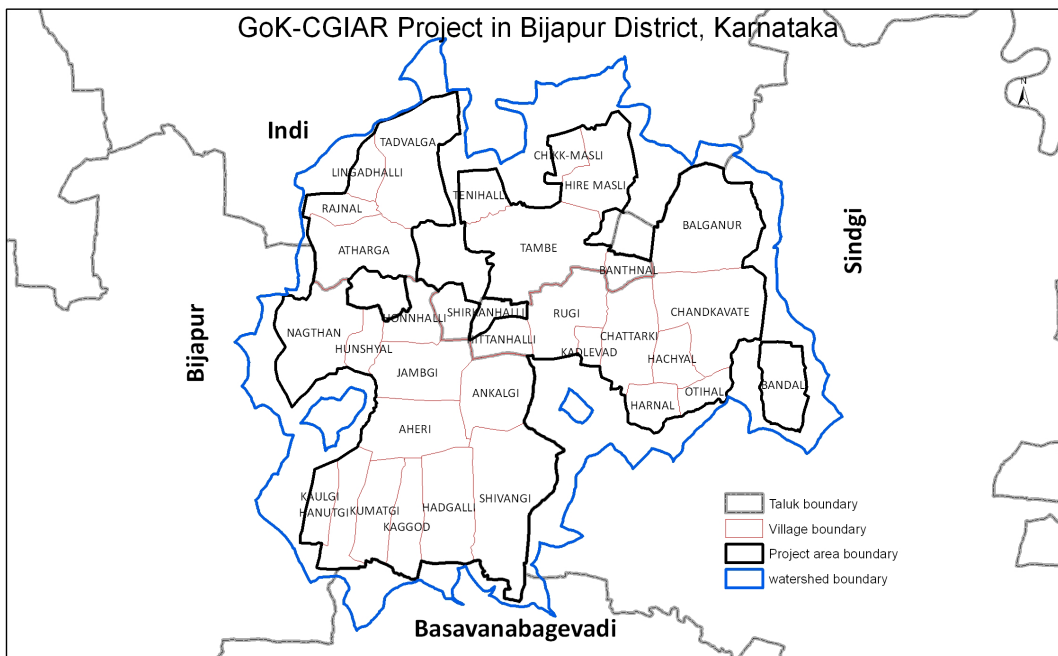 GoK-CGIAR Project in Bijapur District, Karnataka
N
Indi
TADVALGA
CHIKK-MASLI
LINGADHALLI
HIRE MASLI
TENIHALLI
RAJNAL
BALGANUR
Sindgi
ATHARGA
TAMBE
BANTHNAL
HONNHALLI
SHIRKANHALLI
RUGI
CHANDKAVATE
NAGTHAN
Bijapur
HUNSHYAL
HITTANHALLI
CHATTARKI
KADLEVAD
HACHYAL
JAMBGI
ANKALGI
BANDAL
OTIHAL
HARNAL
AHERI
KAULGI
SHIVANGI
HANUTGI
KUMATGI
HADGALLI
KAGGOD
Taluk boundary
Village boundary
Project area boundary
watershed boundary
Basavanabagevadi